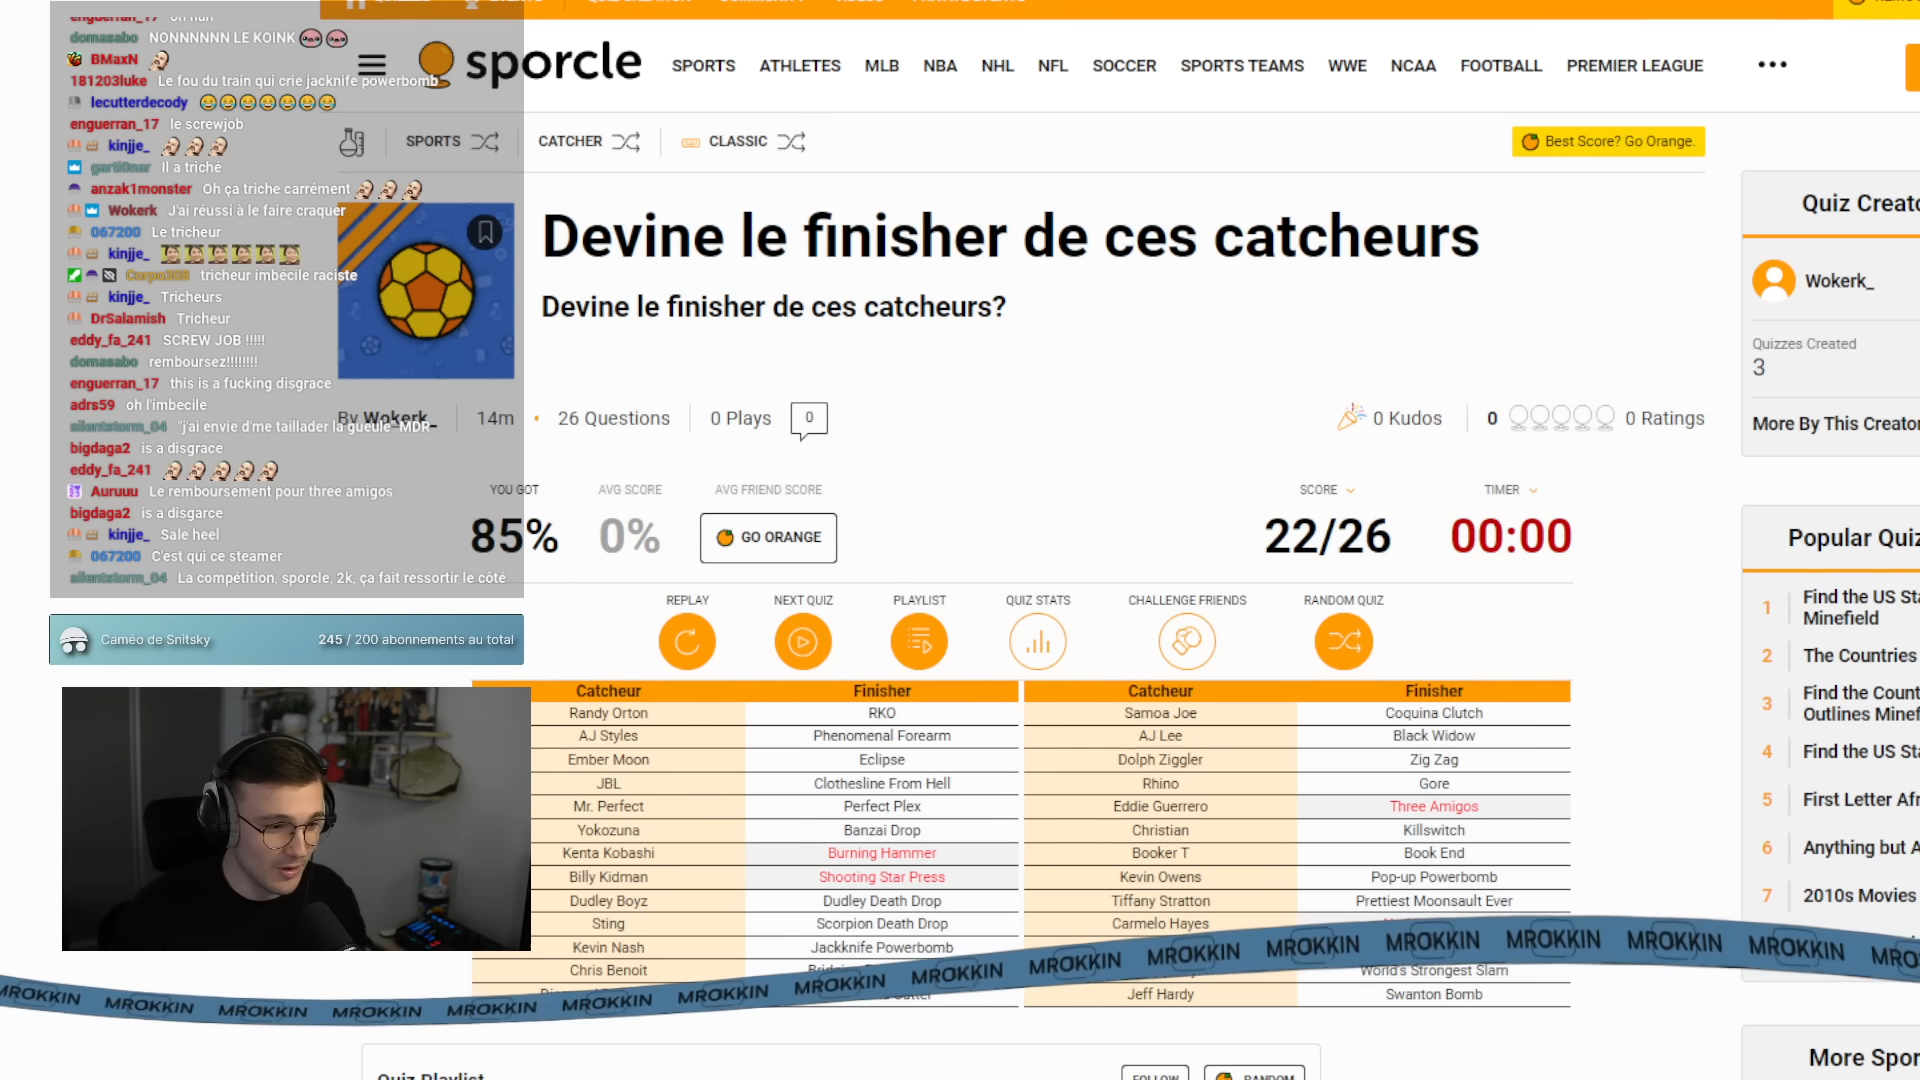 enguerran_17 oh nan
domasabo NONNNNNN LE KOINK
BMaxN
181203luke Le fou du train qui crie jacknife powerbomb
lecutterdecody
enguerran_17 le screwjob
kinjje_
garti0nar Il a triché
anzak1monster Oh ça triche carrément
Wokerk J'ai réussi à le faire craquer
067200 Le tricheur
kinjje_
Corpo308 tricheur imbécile raciste
kinjje_ Tricheurs
DrSalamish Tricheur
eddy_fa_241 SCREW JOB !!!!!
domasabo remboursez!!!!!!!!
enguerran_17 this is a fucking disgrace
adrs59 oh l'imbecile
silentstorm_04 "j'ai envie d'me taillader la gueule" MDR
bigdaga2 is a disgrace
eddy_fa_241
Auruuu Le remboursement pour three amigos
bigdaga2 is a disgarce
kinjje_ Sale heel
067200 C'est qui ce steamer
silentstorm_04 La compétition, sporcle, 2k, ça fait ressortir le côté
Caméo de Snitsky 245 / 200 abonnements au total
sporcle
SPORTS ATHLETES MLB NBA NHL NFL SOCCER SPORTS TEAMS WWE NCAA FOOTBALL PREMIER LEAGUE
SPORTS CATCHER CLASSIC
Best Score? Go Orange.
Devine le finisher de ces catcheurs
Devine le finisher de ces catcheurs?
By Wokerk_ 14m • 26 Questions 0 Plays 0
0 Kudos 0 0 Ratings
YOU GOT AVG SCORE AVG FRIEND SCORE SCORE TIMER
85% 0% GO ORANGE 22/26 00:00
REPLAY NEXT QUIZ PLAYLIST QUIZ STATS CHALLENGE FRIENDS RANDOM QUIZ
Catcheur Finisher Catcheur Finisher
Randy Orton RKO Samoa Joe Coquina Clutch
AJ Styles Phenomenal Forearm AJ Lee Black Widow
Ember Moon Eclipse Dolph Ziggler Zig Zag
JBL Clothesline From Hell Rhino Gore
Mr. Perfect Perfect Plex Eddie Guerrero Three Amigos
Yokozuna Banzai Drop Christian Killswitch
Kenta Kobashi Burning Hammer Booker T Book End
Billy Kidman Shooting Star Press Kevin Owens Pop-up Powerbomb
Dudley Boyz Dudley Death Drop Tiffany Stratton Prettiest Moonsault Ever
Sting Scorpion Death Drop Carmelo Hayes
Kevin Nash Jackknife Powerbomb
Chris Benoit World's Strongest Slam
Jeff Hardy Swanton Bomb
MROKKIN MROKKIN MROKKIN MROKKIN MROKKIN MROKKIN MROKKIN MROKKIN MROKKIN MROKKIN MROKKIN MROKKIN MROKKIN MROKKIN MROKKIN MRO
Quiz Playlist
FOLLOW RANDOM
Quiz Creato
Wokerk_
Quizzes Created
3
More By This Creator
Popular Quiz
1 Find the US Sta
Minefield
2 The Countries
3 Find the Count
Outlines Minef
4 Find the US Sta
5 First Letter Afr
6 Anything but A
7 2010s Movies
More Spor